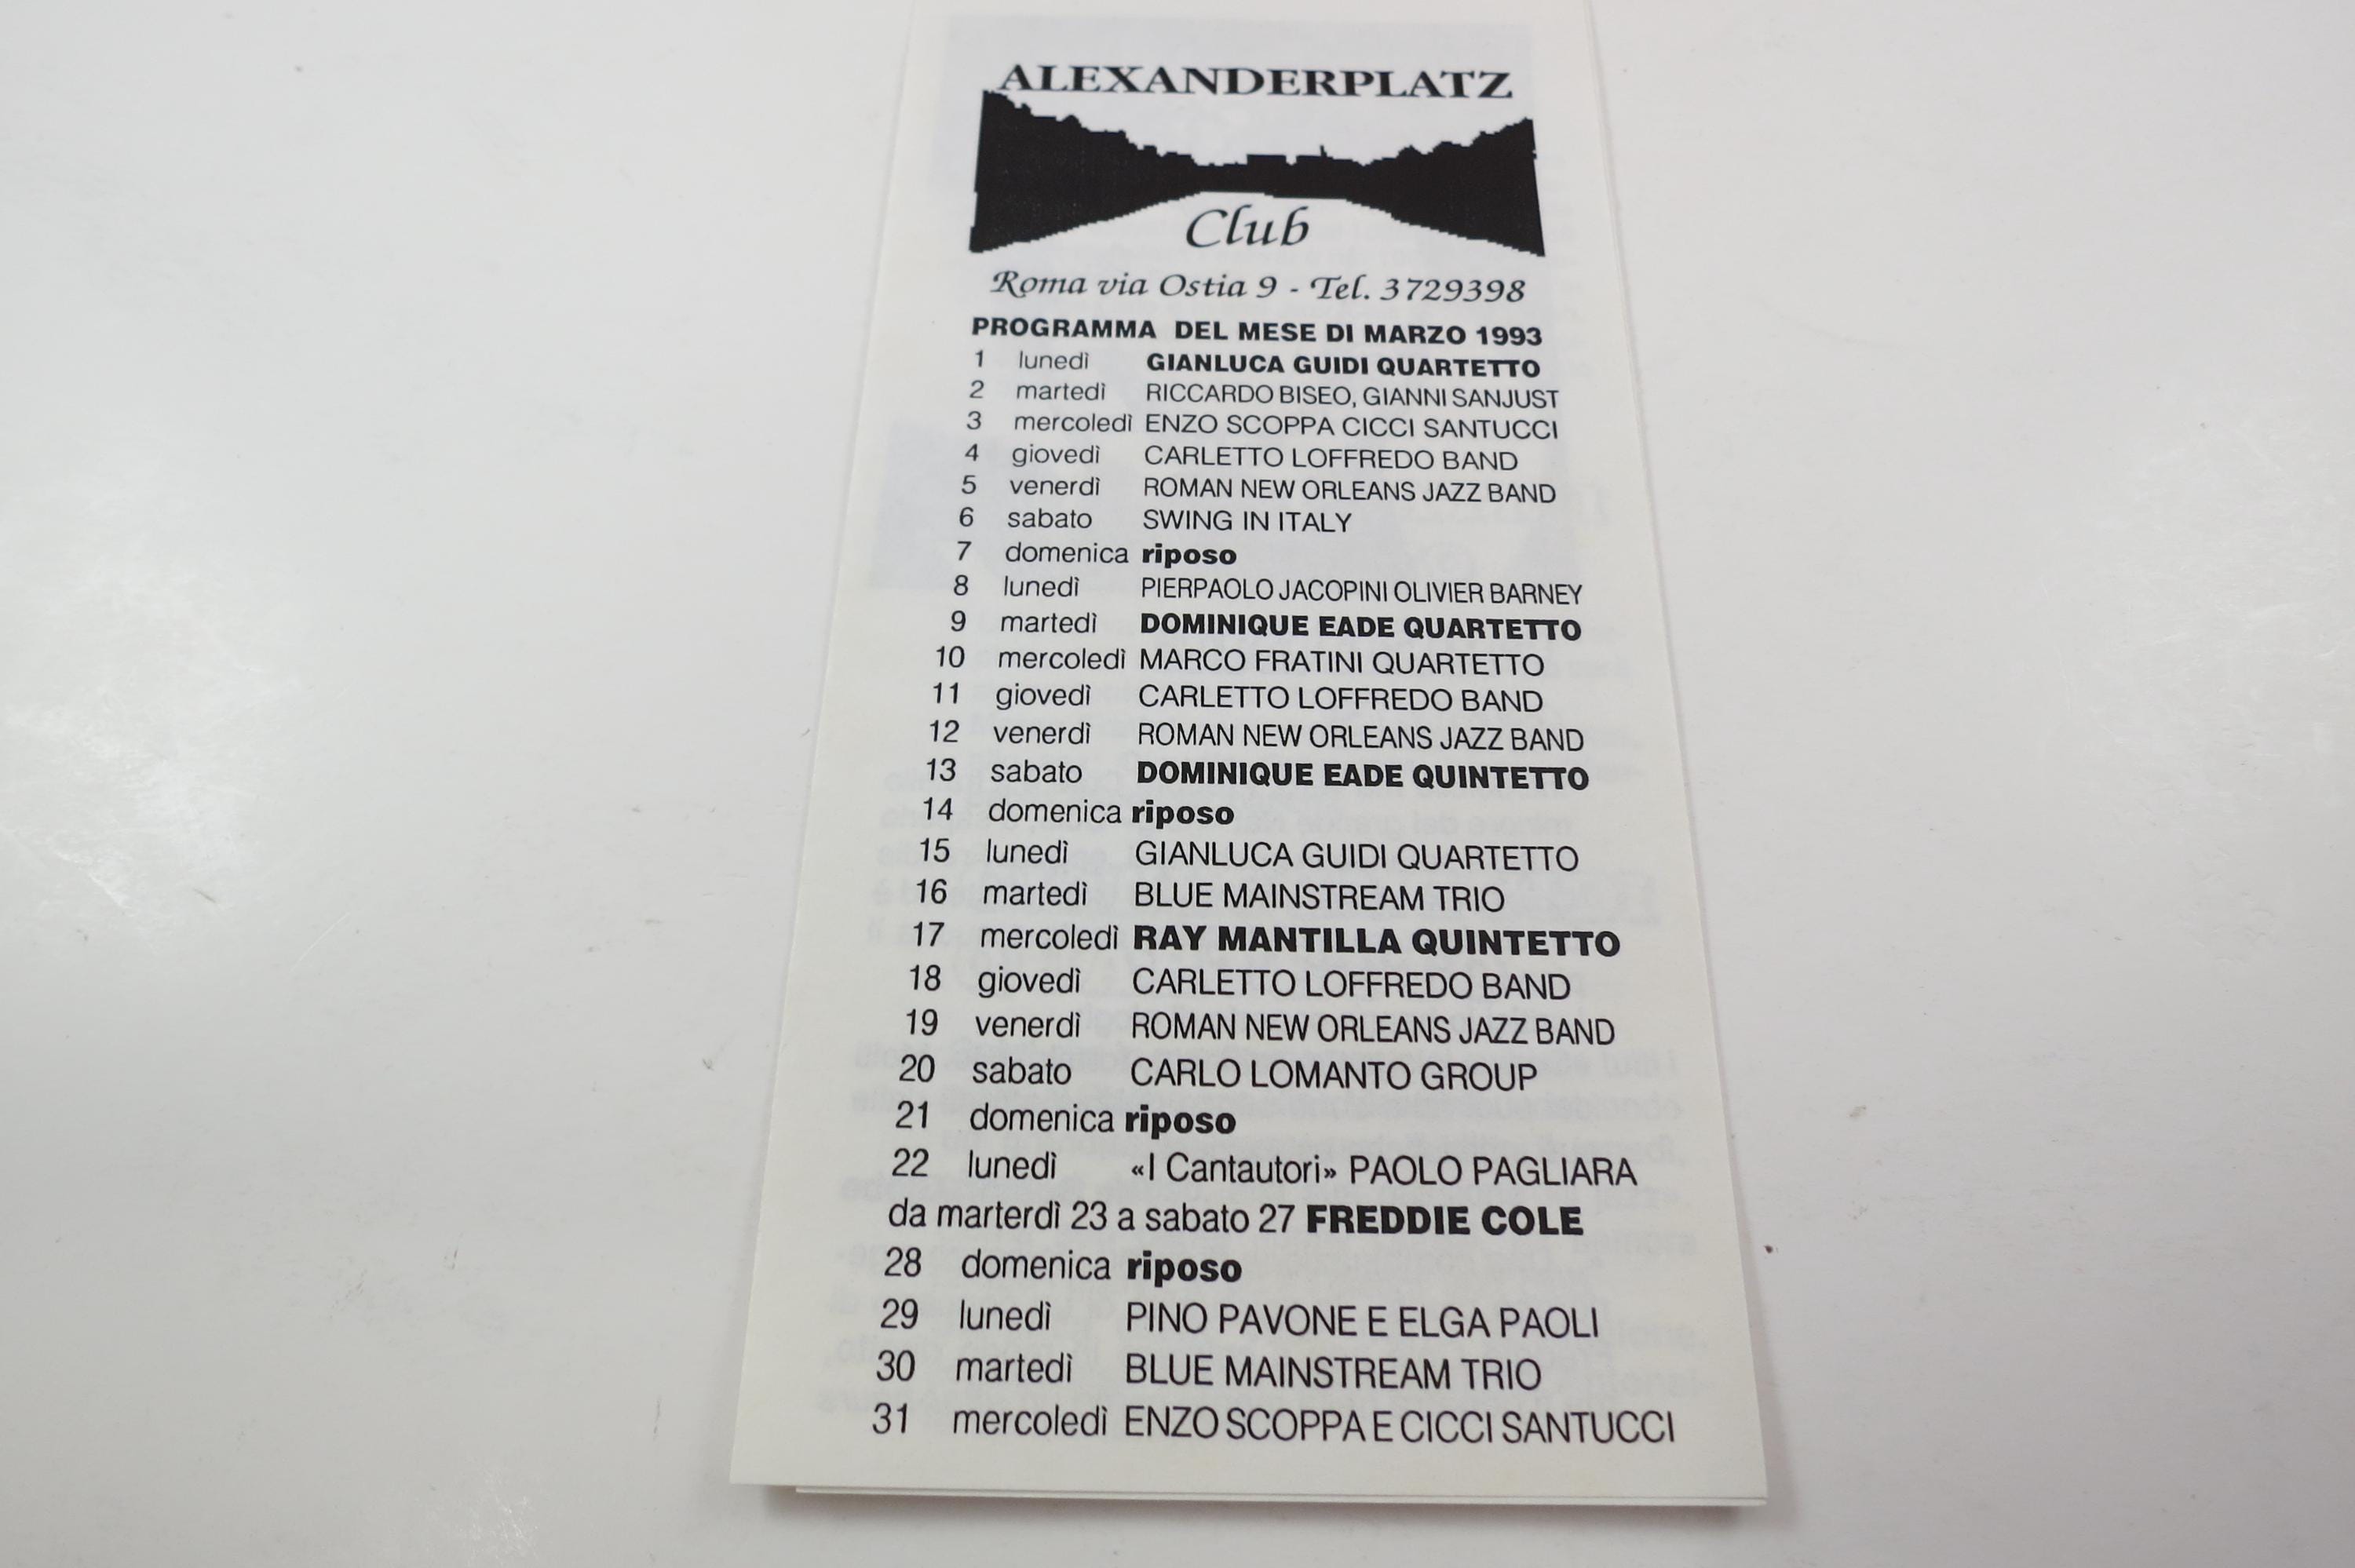 ALEXANDERPLATZ
Club
Roma via Ostia 9 - Tel. 3729398
PROGRAMMA DEL MESE DI MARZO 1993
1 lunedì GIANLUCA GUIDI QUARTETTO
2 martedì RICCARDO BISEO, GIANNI SANJUST
3 mercoledì ENZO SCOPPA CICCI SANTUCCI
4 giovedì CARLETTO LOFFREDO BAND
5 venerdì ROMAN NEW ORLEANS JAZZ BAND
6 sabato SWING IN ITALY
7 domenica riposo
8 lunedì PIERPAOLO JACOPINI OLIVIER BARNEY
9 martedì DOMINIQUE EADE QUARTETTO
10 mercoledì MARCO FRATINI QUARTETTO
11 giovedì CARLETTO LOFFREDO BAND
12 venerdì ROMAN NEW ORLEANS JAZZ BAND
13 sabato DOMINIQUE EADE QUINTETTO
14 domenica riposo
15 lunedì GIANLUCA GUIDI QUARTETTO
16 martedì BLUE MAINSTREAM TRIO
17 mercoledì RAY MANTILLA QUINTETTO
18 giovedì CARLETTO LOFFREDO BAND
19 venerdì ROMAN NEW ORLEANS JAZZ BAND
20 sabato CARLO LOMANTO GROUP
21 domenica riposo
22 lunedì «I Cantautori» PAOLO PAGLIARA
da marterdì 23 a sabato 27 FREDDIE COLE
28 domenica riposo
29 lunedì PINO PAVONE E ELGA PAOLI
30 martedì BLUE MAINSTREAM TRIO
31 mercoledì ENZO SCOPPA E CICCI SANTUCCI